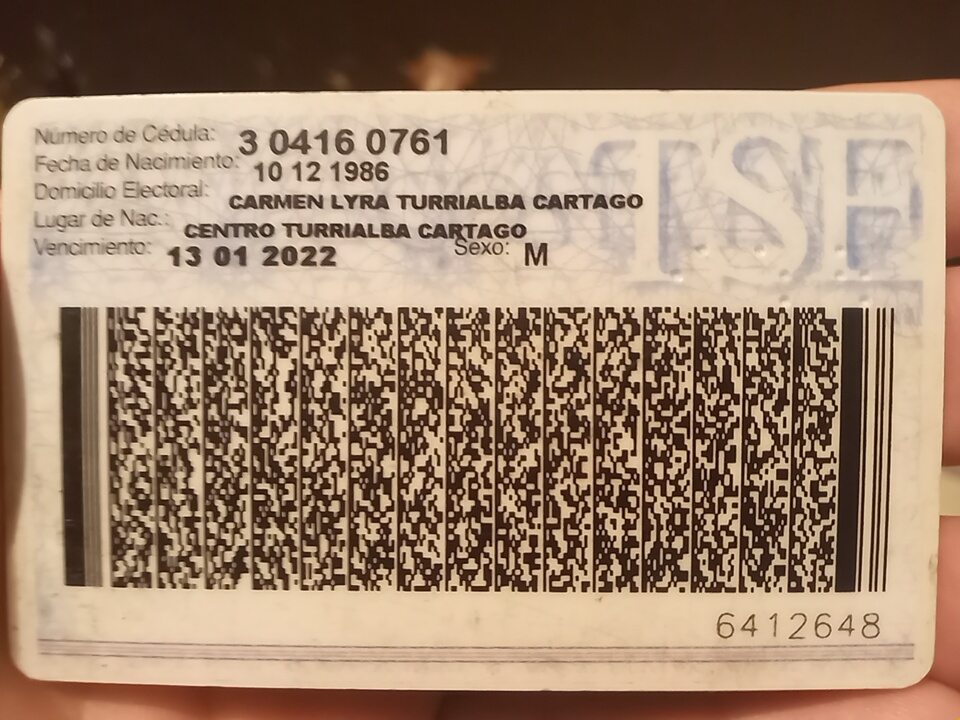 Número de Cédula: 3 0416 0761
Fecha de Nacimiento: 10 12 1986
Domicilio Electoral: CARMEN LYRA TURRIALBA CARTAGO
Lugar de Nac.: CENTRO TURRIALBA CARTAGO
Vencimiento: 13 01 2022 Sexo: M
TSE
6412648